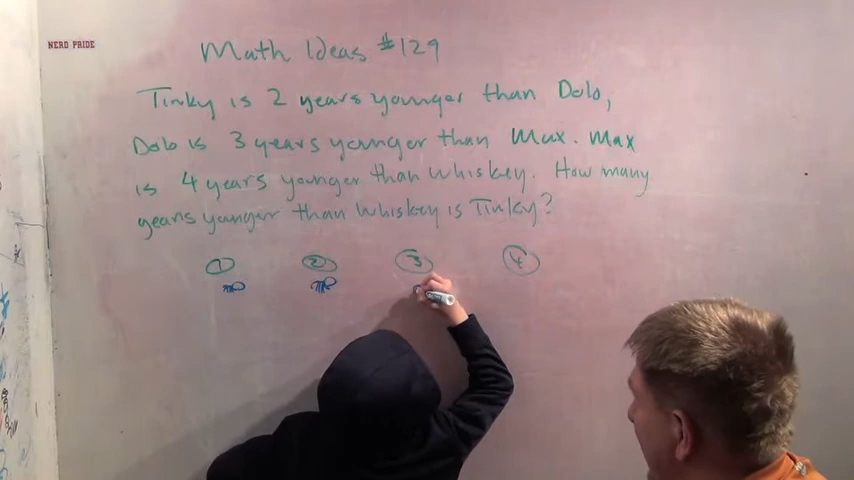 NERD PRIDE
Math Ideas #129
Tinky is 2 years younger than Dolo,
Dolo is 3 years younger than Max. Max
is 4 years younger than Whiskey. How many
years younger than Whiskey is Tinky?
1 2 3 4